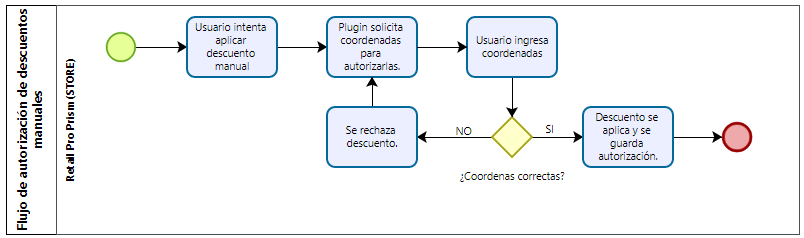 Flujo de autorización de descuentos
manuales
Retail Pro Prism (STORE)
Usuario intenta
aplicar
descuento
manual
Plugin solicita
coordenadas
para
autorizarlas.
Usuario ingresa
coordenadas
Se rechaza
descuento.
NO
SI
¿Coordenas correctas?
Descuento se
aplica y se
guarda
autorización.